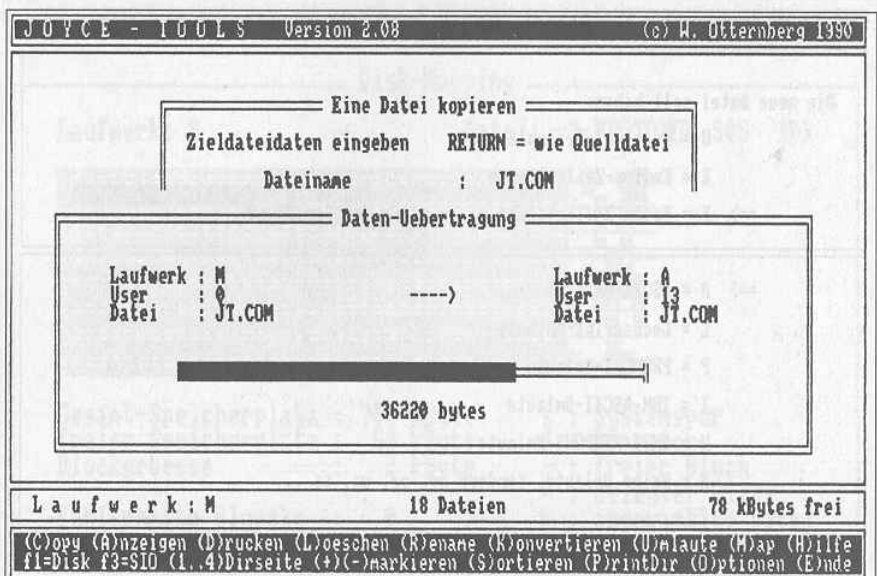 J O Y C E - T O O L S Version 2.08 (c) W. Otternberg 1990
Eine Datei kopieren
Zieldateidaten eingeben RETURN = wie Quelldatei
Dateiname : JT.COM
Daten-Uebertragung
Laufwerk : M Laufwerk : A
User : 0 ----> User : 13
Datei : JT.COM Datei : JT.COM
36220 bytes
L a u f w e r k : M 18 Dateien 78 kBytes frei
(C)opy (A)nzeigen (D)rucken (L)oeschen (R)ename (K)onvertieren (U)mlaute (M)ap (H)ilfe
f1=Disk f3=SIO (1..4)Dirseite (+)(-)markieren (S)ortieren (P)rintDir (O)ptionen (E)nde